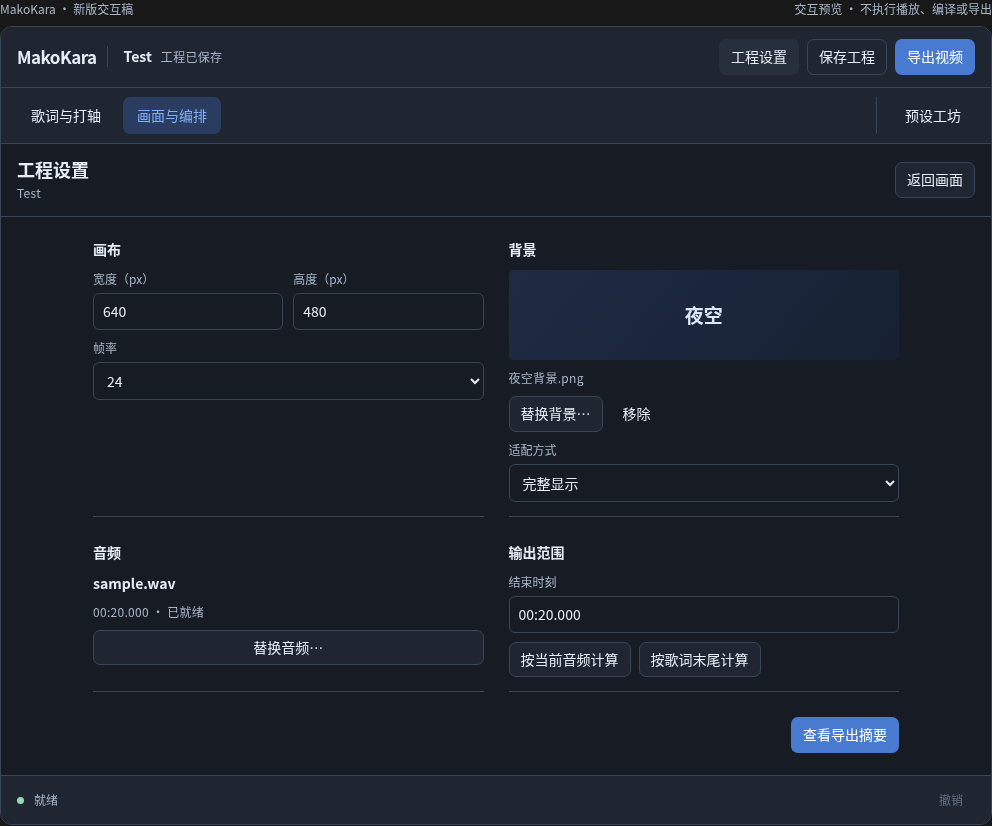 MakoKara · 新版交互稿
交互预览 · 不执行播放、编译或导出
MakoKara
Test 工程已保存
工程设置
保存工程
导出视频
歌词与打轴
画面与编排
预设工坊
工程设置
Test
返回画面
画布
宽度（px）
高度（px）
640
480
帧率
24
背景
夜空
夜空背景.png
替换背景…
移除
适配方式
完整显示
音频
sample.wav
00:20.000 · 已就绪
替换音频…
输出范围
结束时刻
00:20.000
按当前音频计算
按歌词末尾计算
查看导出摘要
就绪
撤销